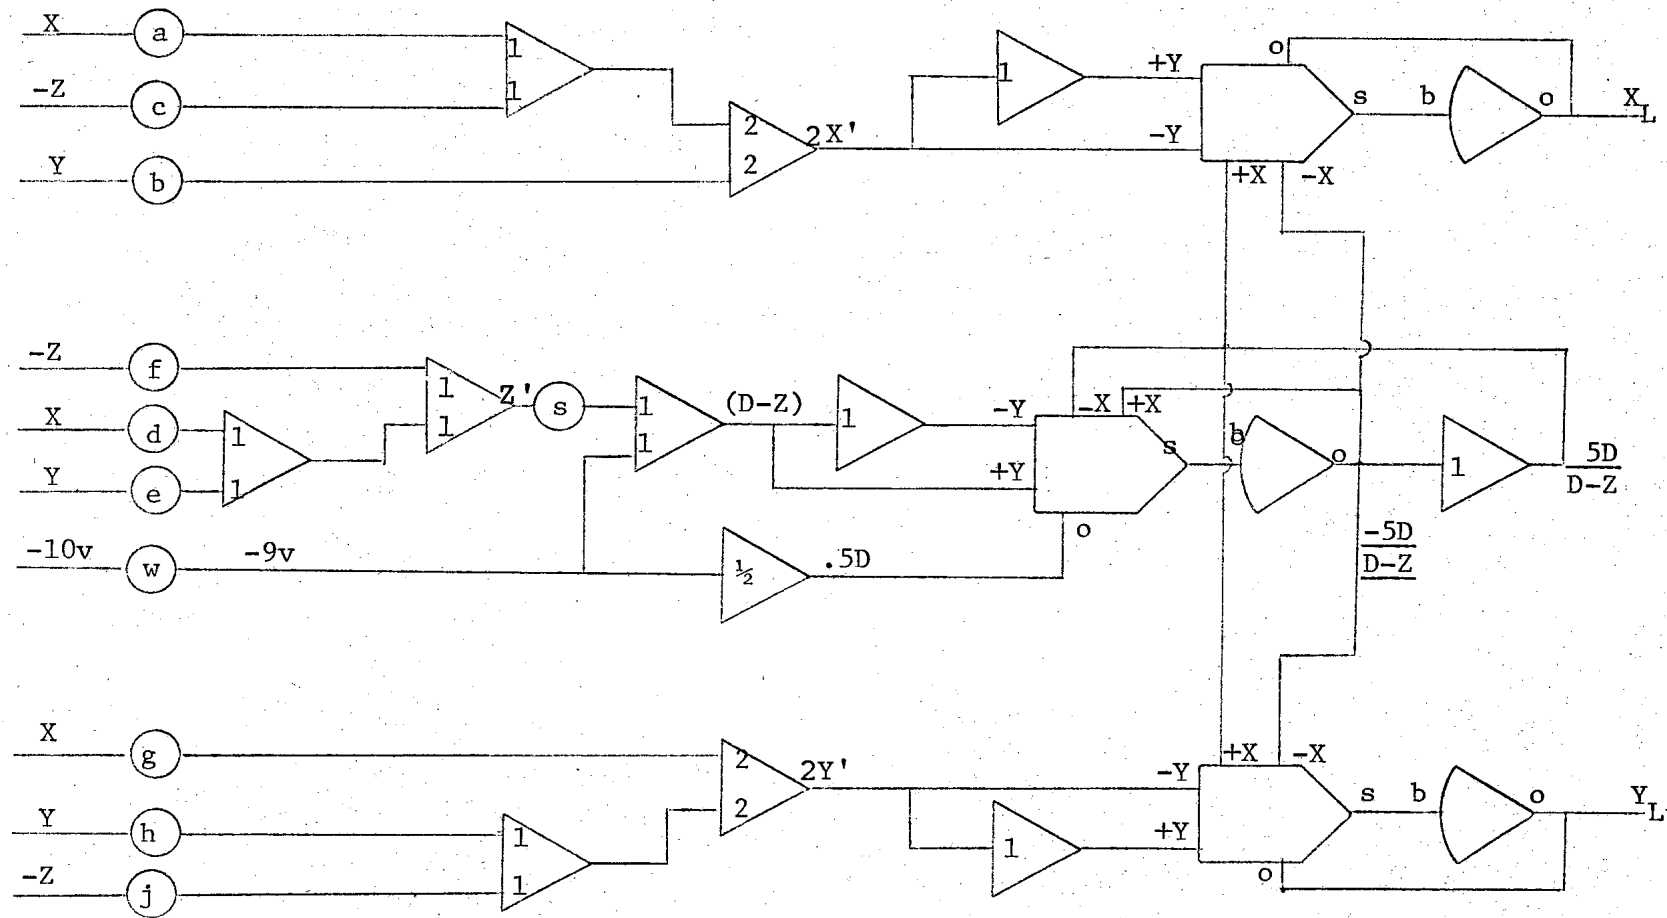 X a 1 1 o
-Z c 1 +Y s b o X_L
1 2 2X' -Y
Y b 2 +X -X
-Z f 1 Z' s 1 (D-Z) 1 -Y -X +X
X d 1 1 1 s b o 1 5D/D-Z
Y e 1 +Y o
-10v w -9v ½ .5D -5D/D-Z
X g 2 2Y' -Y +X -X
2 s b o Y_L
Y h 1 1 +Y
-Z j 1 o